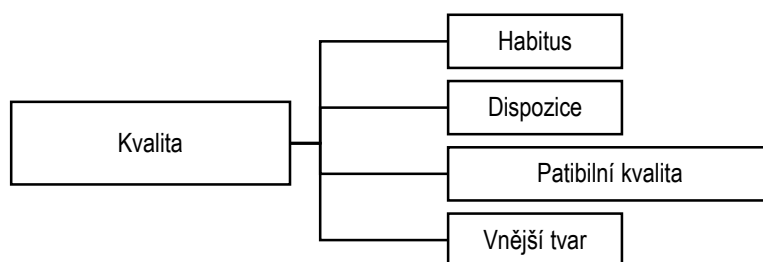 Habitus
Dispozice
Kvalita
Patibilní kvalita
Vnější tvar